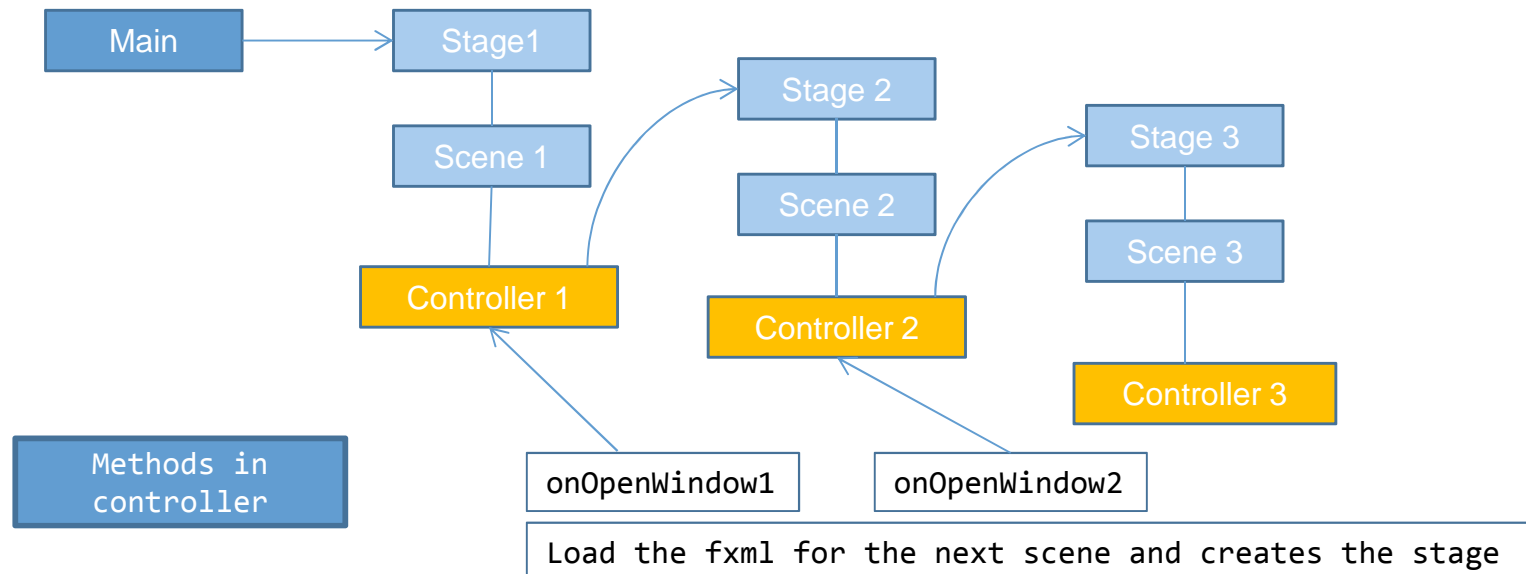 Main
Stage1
Stage 2
Stage 3
Scene 1
Scene 2
Scene 3
Controller 1
Controller 2
Controller 3
Methods in
controller
onOpenWindow1
onOpenWindow2
Load the fxml for the next scene and creates the stage